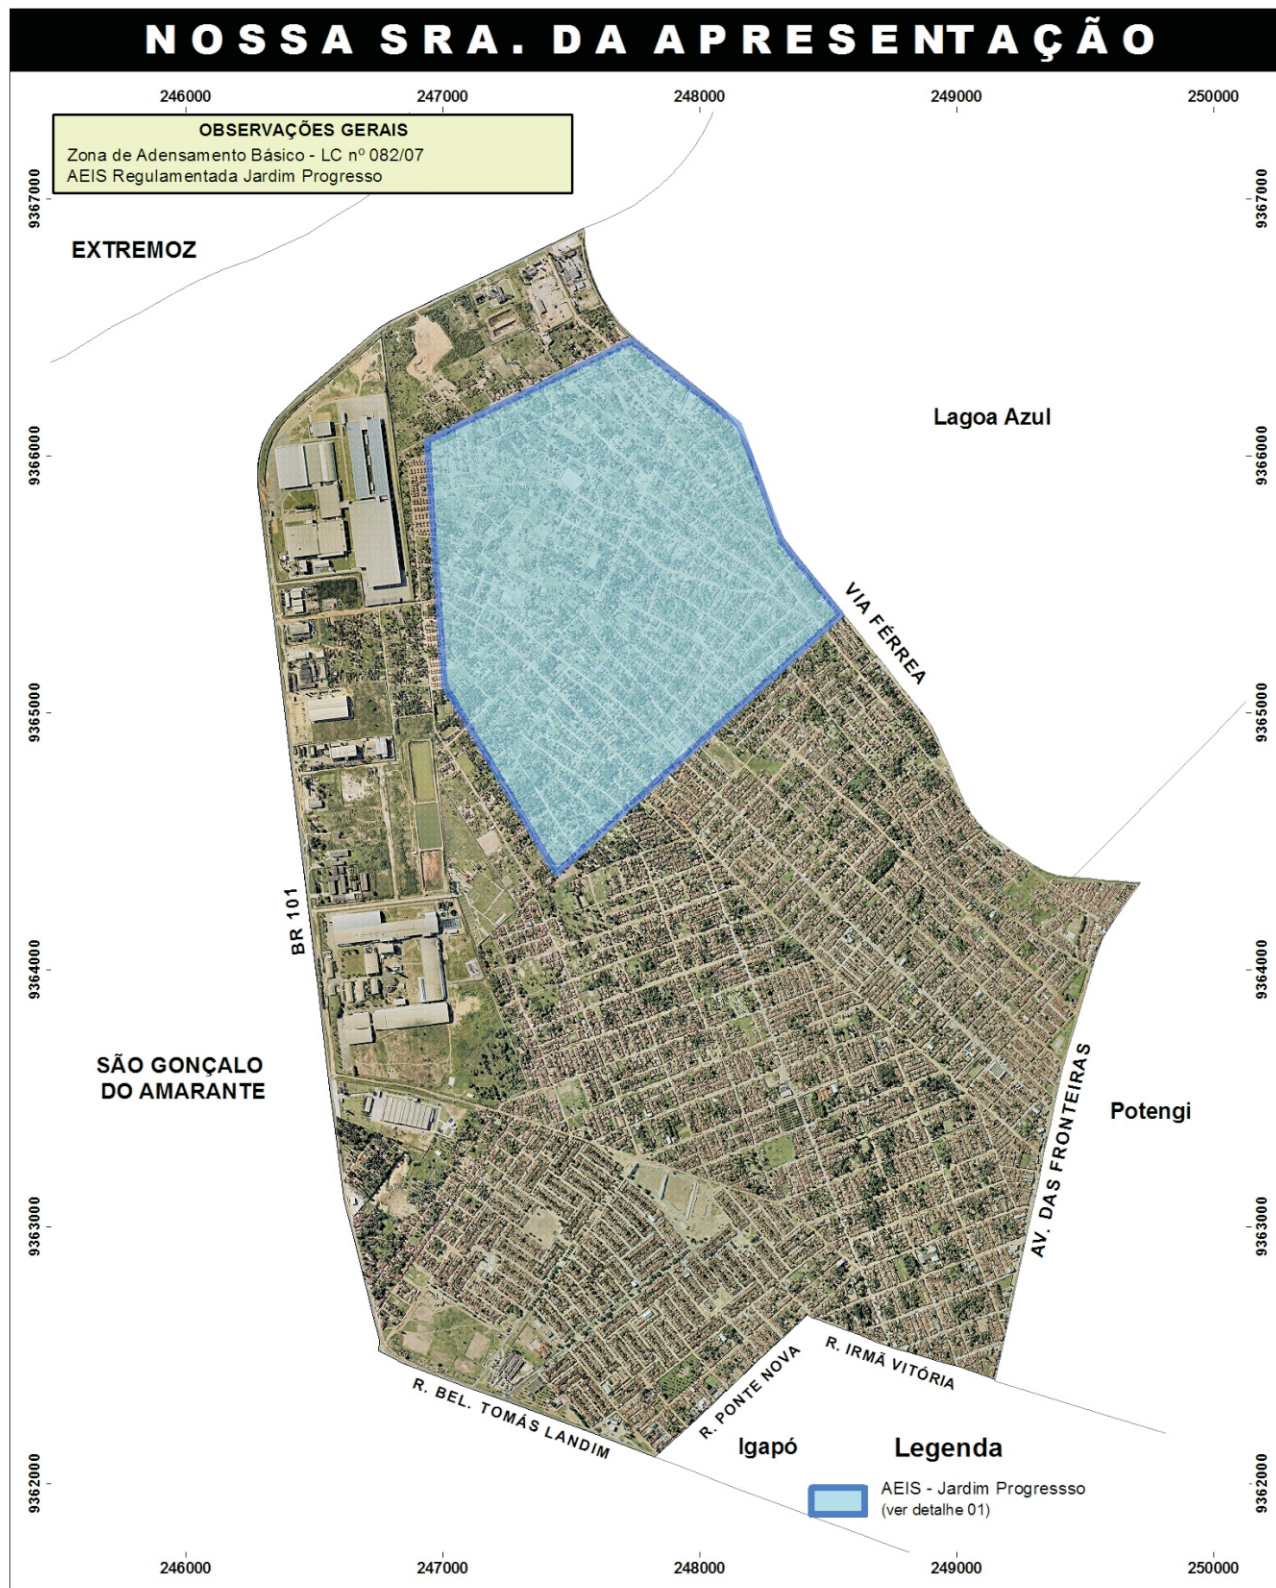 NOSSA SRA. DA APRESENTAÇÃO
246000
247000
248000
249000
250000
OBSERVAÇÕES GERAIS
Zona de Adensamento Básico - LC nº 082/07
AEIS Regulamentada Jardim Progresso
9367000
9367000
EXTREMOZ
Lagoa Azul
9366000
9366000
VIA FÉRREA
9365000
9365000
BR 101
9364000
9364000
SÃO GONÇALO
DO AMARANTE
AV. DAS FRONTEIRAS
Potengi
9363000
9363000
R. IRMÃ VITÓRIA
R. PONTE NOVA
R. BEL. TOMÁS LANDIM
Igapó
Legenda
AEIS - Jardim Progressso
(ver detalhe 01)
9362000
9362000
246000
247000
248000
249000
250000